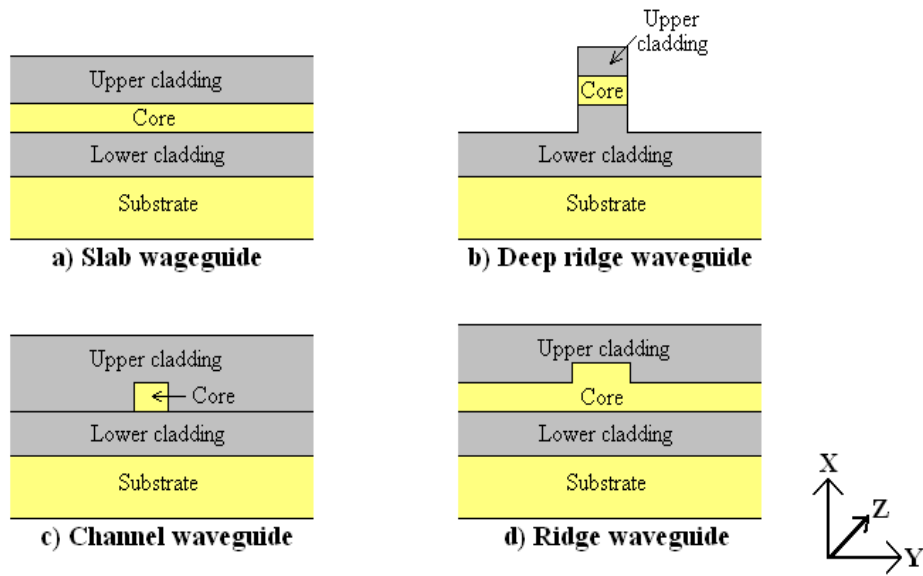 Upper cladding
Core
Lower cladding
Substrate
a) Slab wageguide
Upper
cladding
Core
Lower cladding
Substrate
b) Deep ridge waveguide
Upper cladding
Core
Lower cladding
Substrate
c) Channel waveguide
Upper cladding
Core
Lower cladding
Substrate
d) Ridge waveguide
X
Z
Y